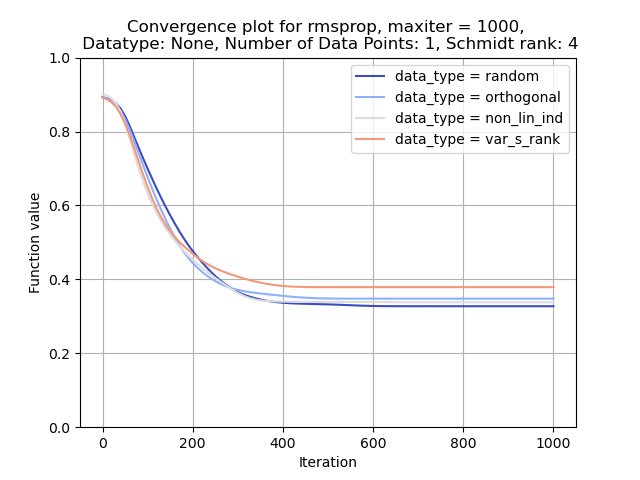 Convergence plot for rmsprop, maxiter = 1000,
Datatype: None, Number of Data Points: 1, Schmidt rank: 4
data_type = random
data_type = orthogonal
data_type = non_lin_ind
data_type = var_s_rank
Function value
1.0
0.8
0.6
0.4
0.2
0.0
0 200 400 600 800 1000
Iteration